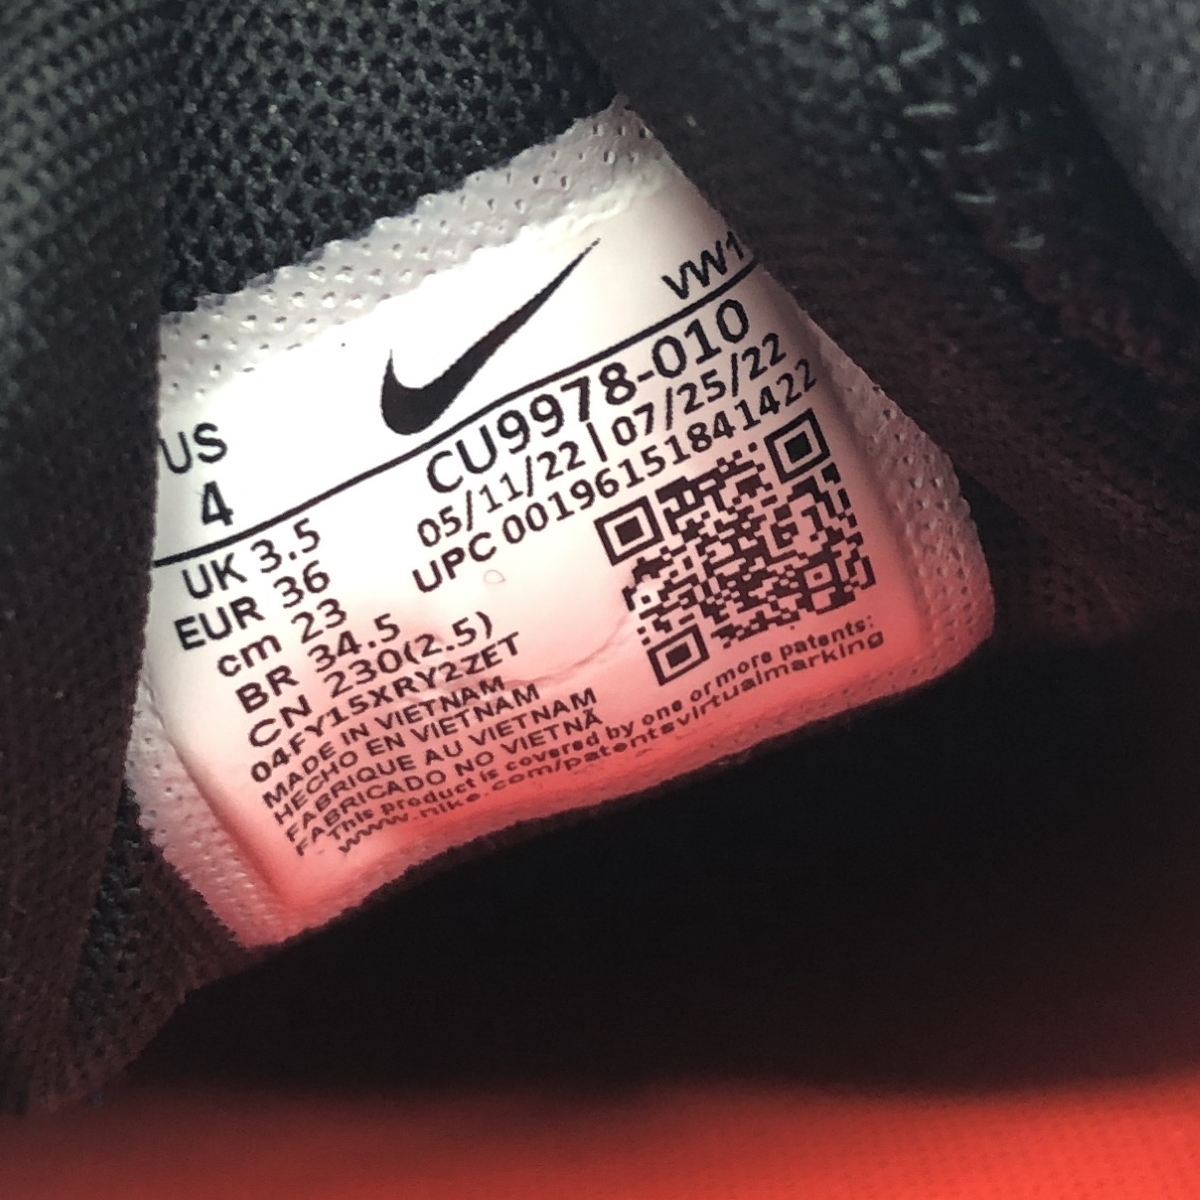 VW1
US
4
CU9978-010
05/11/22 | 07/25/22
UPC 00196151841422
UK 3.5
EUR 36
cm 23
BR 34.5
CN 230(2.5)
04FY15XRY2ZET
MADE IN VIETNAM
HECHO EN VIETNAM
FABRIQUE AU VIETNAM
FABRICADO NO VIETNÃ
This product is covered by one or more patents:
www.nike.com/patentsvirtualmarking